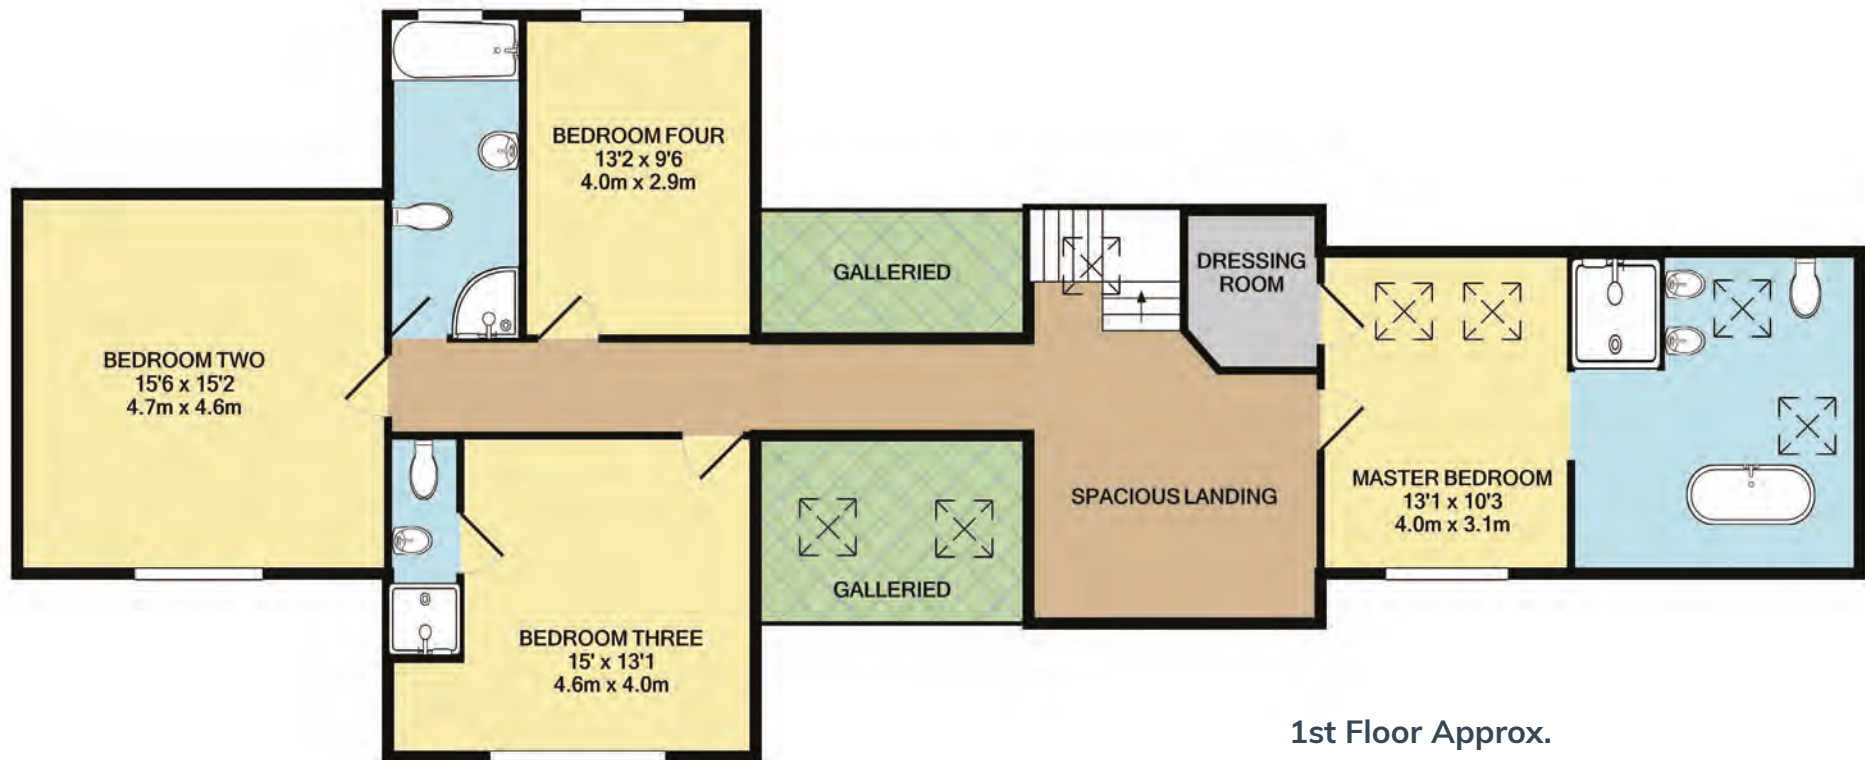 BEDROOM FOUR
13'2 x 9'6
4.0m x 2.9m
GALLERIED
DRESSING
ROOM
BEDROOM TWO
15'6 x 15'2
4.7m x 4.6m
MASTER BEDROOM
13'1 x 10'3
4.0m x 3.1m
SPACIOUS LANDING
GALLERIED
BEDROOM THREE
15' x 13'1
4.6m x 4.0m
1st Floor Approx.